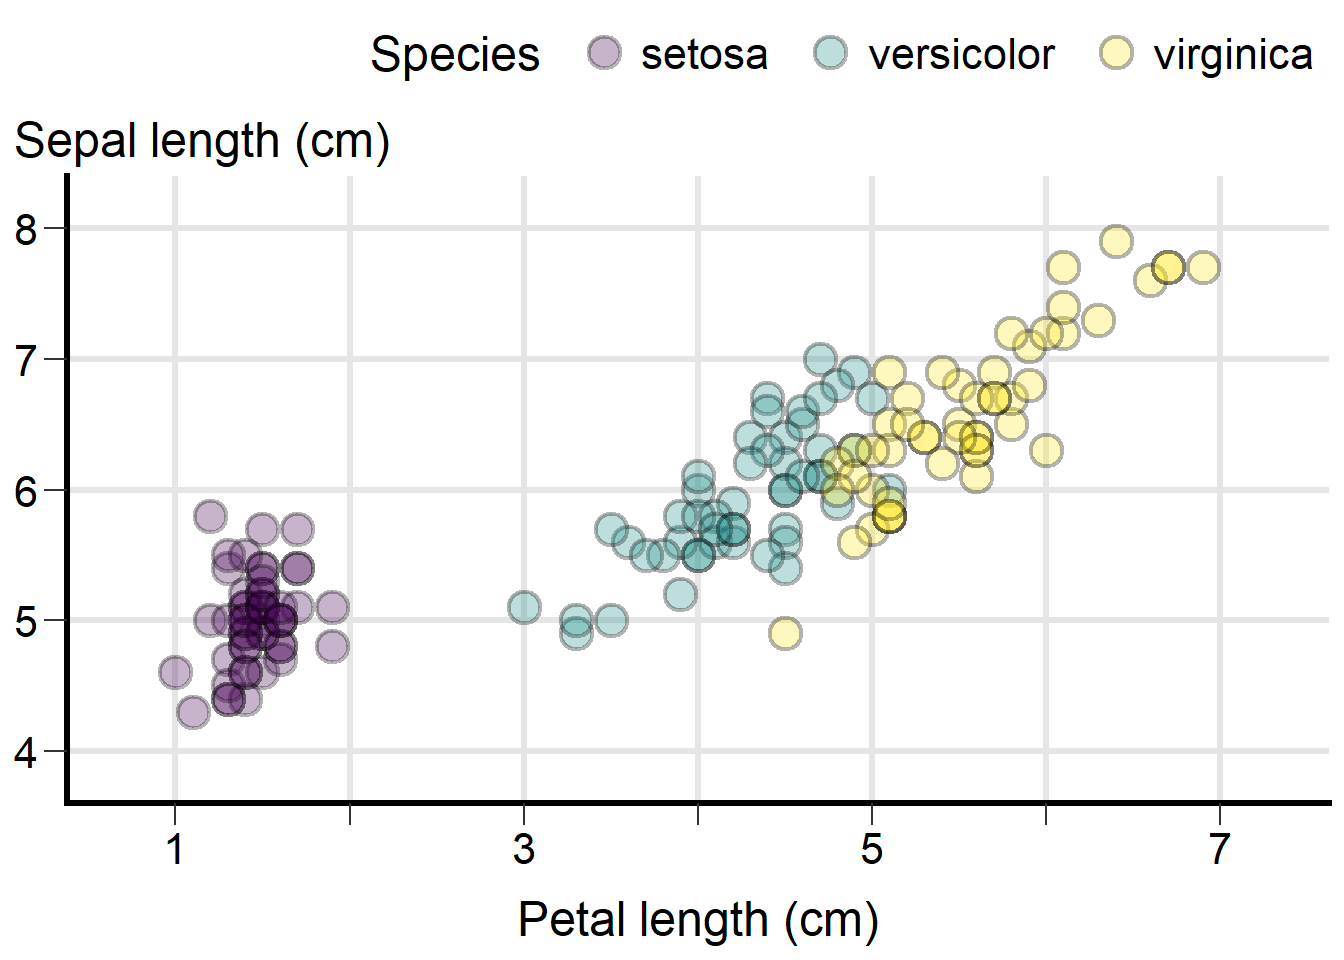 Species setosa versicolor virginica
Sepal length (cm)
8
7
6
5
4
1 3 5 7
Petal length (cm)